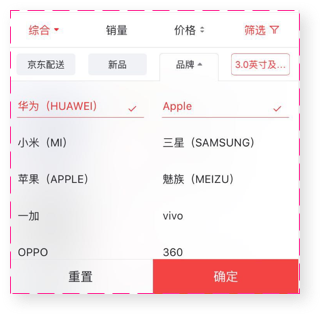 综合 销量 价格 筛选
京东配送 新品 品牌 3.0英寸及...
华为（HUAWEI） Apple
小米（MI） 三星（SAMSUNG）
苹果（APPLE） 魅族（MEIZU）
一加 vivo
OPPO 360
重置 确定